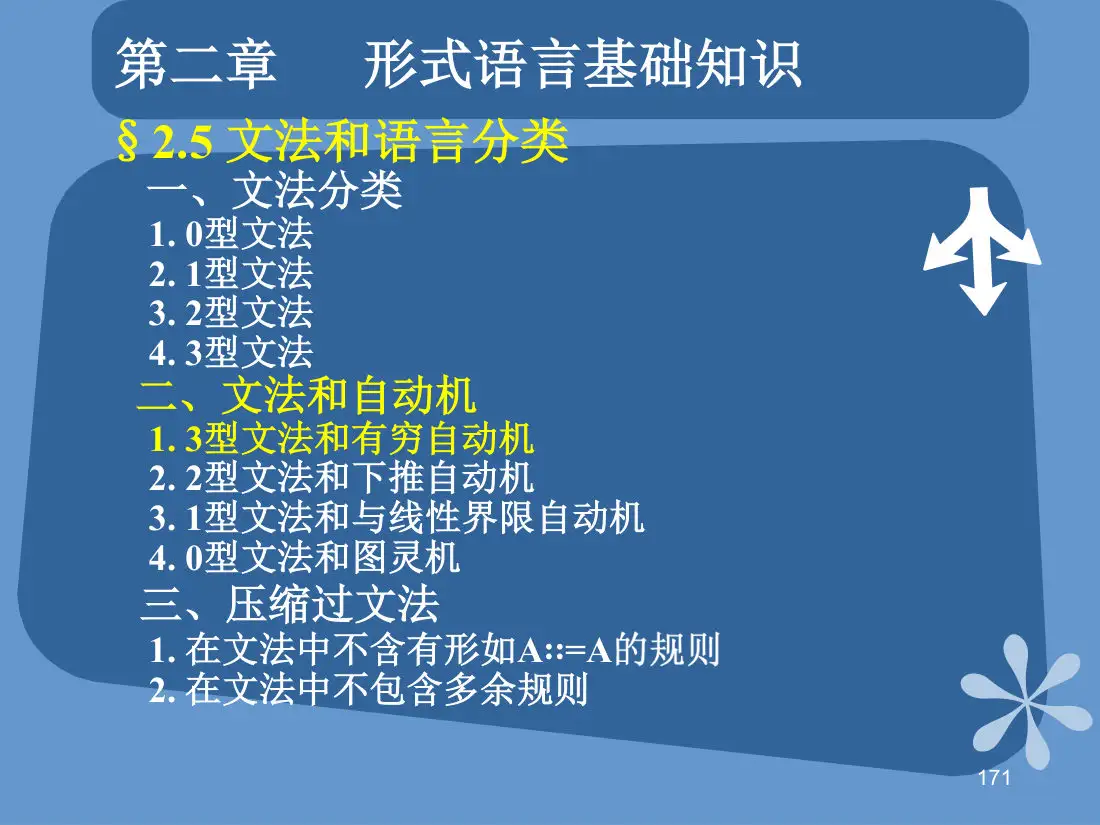 第二章 形式语言基础知识
§2.5 文法和语言分类
一、文法分类
1. 0型文法
2. 1型文法
3. 2型文法
4. 3型文法
二、文法和自动机
1. 3型文法和有穷自动机
2. 2型文法和下推自动机
3. 1型文法和与线性界限自动机
4. 0型文法和图灵机
三、压缩过文法
1. 在文法中不含有形如A::=A的规则
2. 在文法中不包含多余规则
171